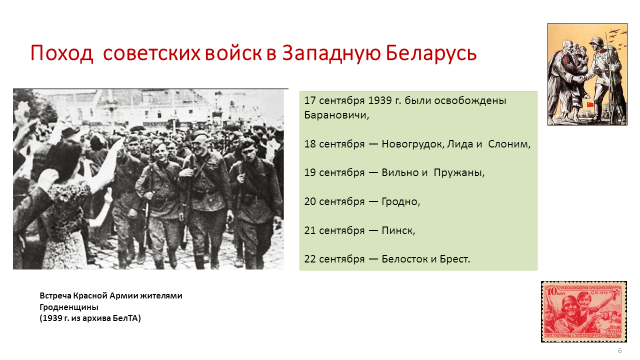 Поход  советских войск в Западную Беларусь
17 сентября 1939 г. были освобождены
Барановичи,
18 сентября — Новогрудок, Лида и  Слоним,
19 сентября — Вильно и  Пружаны,
20 сентября — Гродно,
21 сентября — Пинск,
22 сентября — Белосток и Брест.
Встреча Красной Армии жителями
Гродненщины
(1939 г. из архива БелТА)
10
6